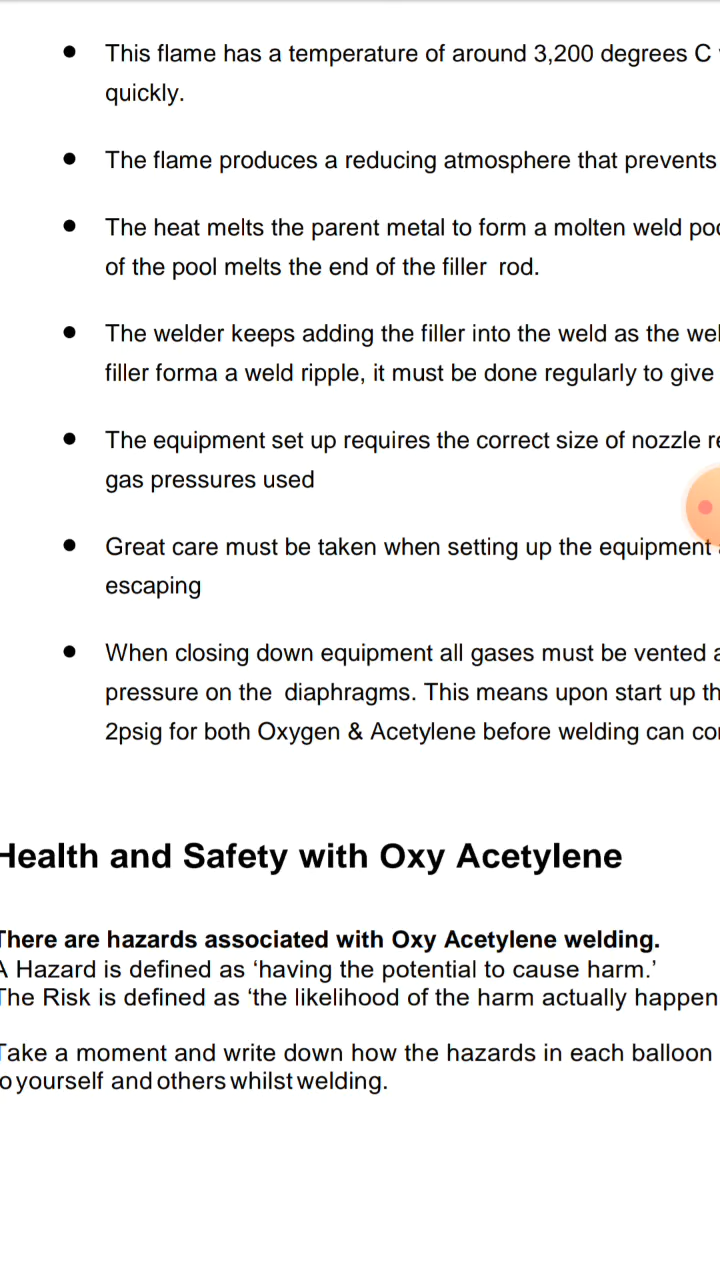 This flame has a temperature of around 3,200 degrees C
quickly.
The flame produces a reducing atmosphere that prevents
The heat melts the parent metal to form a molten weld
of the pool melts the end of the filler rod.
The welder keeps adding the filler into the weld as the
filler forma a weld ripple, it must be done regularly to give
The equipment set up requires the correct size of nozzle
gas pressures used
Great care must be taken when setting up the equipment
escaping
When closing down equipment all gases must be vented
pressure on the diaphragms. This means upon start up
2psig for both Oxygen & Acetylene before welding can
Health and Safety with Oxy Acetylene
There are hazards associated with Oxy Acetylene welding.
A Hazard is defined as ‘having the potential to cause harm.’
The Risk is defined as ‘the likelihood of the harm actually happen
Take a moment and write down how the hazards in each balloon
o yourself and others whilst welding.